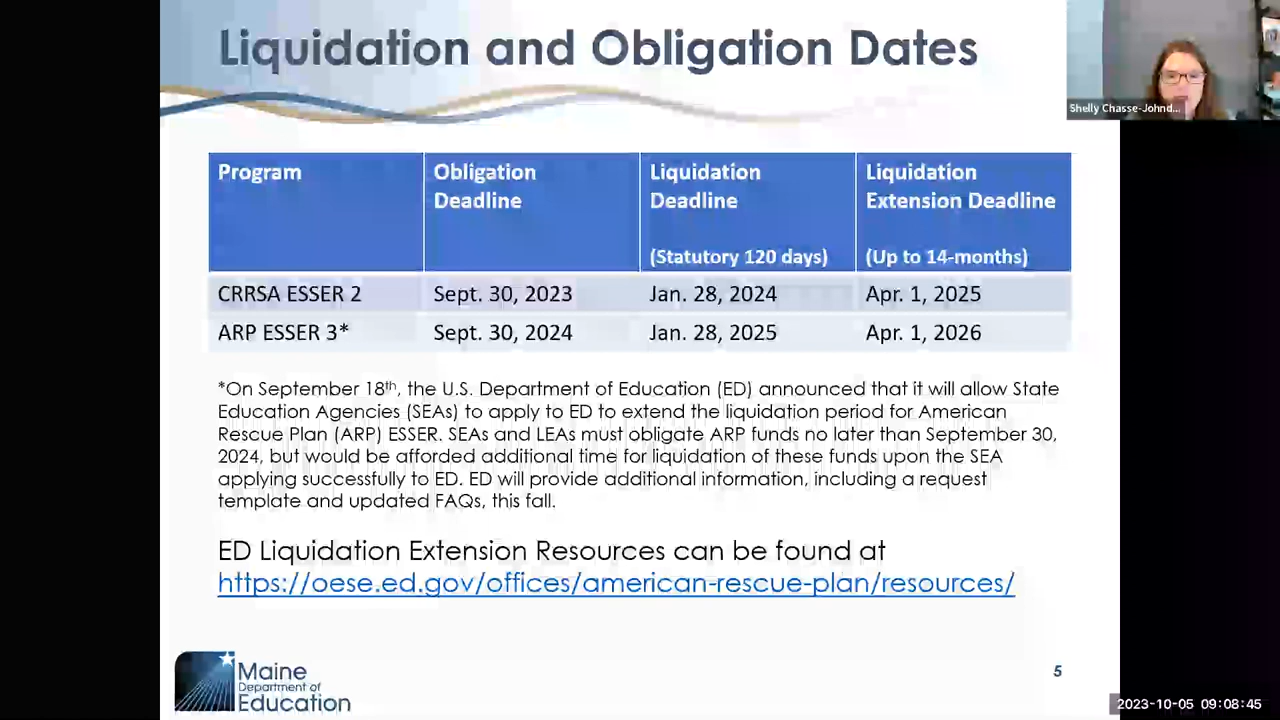 Liquidation and Obligation Dates
Shelly Chasse-Johnd...
Program
Obligation Deadline
Liquidation Deadline
(Statutory 120 days)
Liquidation Extension Deadline
(Up to 14-months)
CRRSA ESSER 2
Sept. 30, 2023
Jan. 28, 2024
Apr. 1, 2025
ARP ESSER 3*
Sept. 30, 2024
Jan. 28, 2025
Apr. 1, 2026
*On September 18th, the U.S. Department of Education (ED) announced that it will allow State
Education Agencies (SEAs) to apply to ED to extend the liquidation period for American
Rescue Plan (ARP) ESSER. SEAs and LEAs must obligate ARP funds no later than September 30,
2024, but would be afforded additional time for liquidation of these funds upon the SEA
applying successfully to ED. ED will provide additional information, including a request
template and updated FAQs, this fall.
ED Liquidation Extension Resources can be found at
https://oese.ed.gov/offices/american-rescue-plan/resources/
Maine
Department of
Education
5
2023-10-05 09:08:45